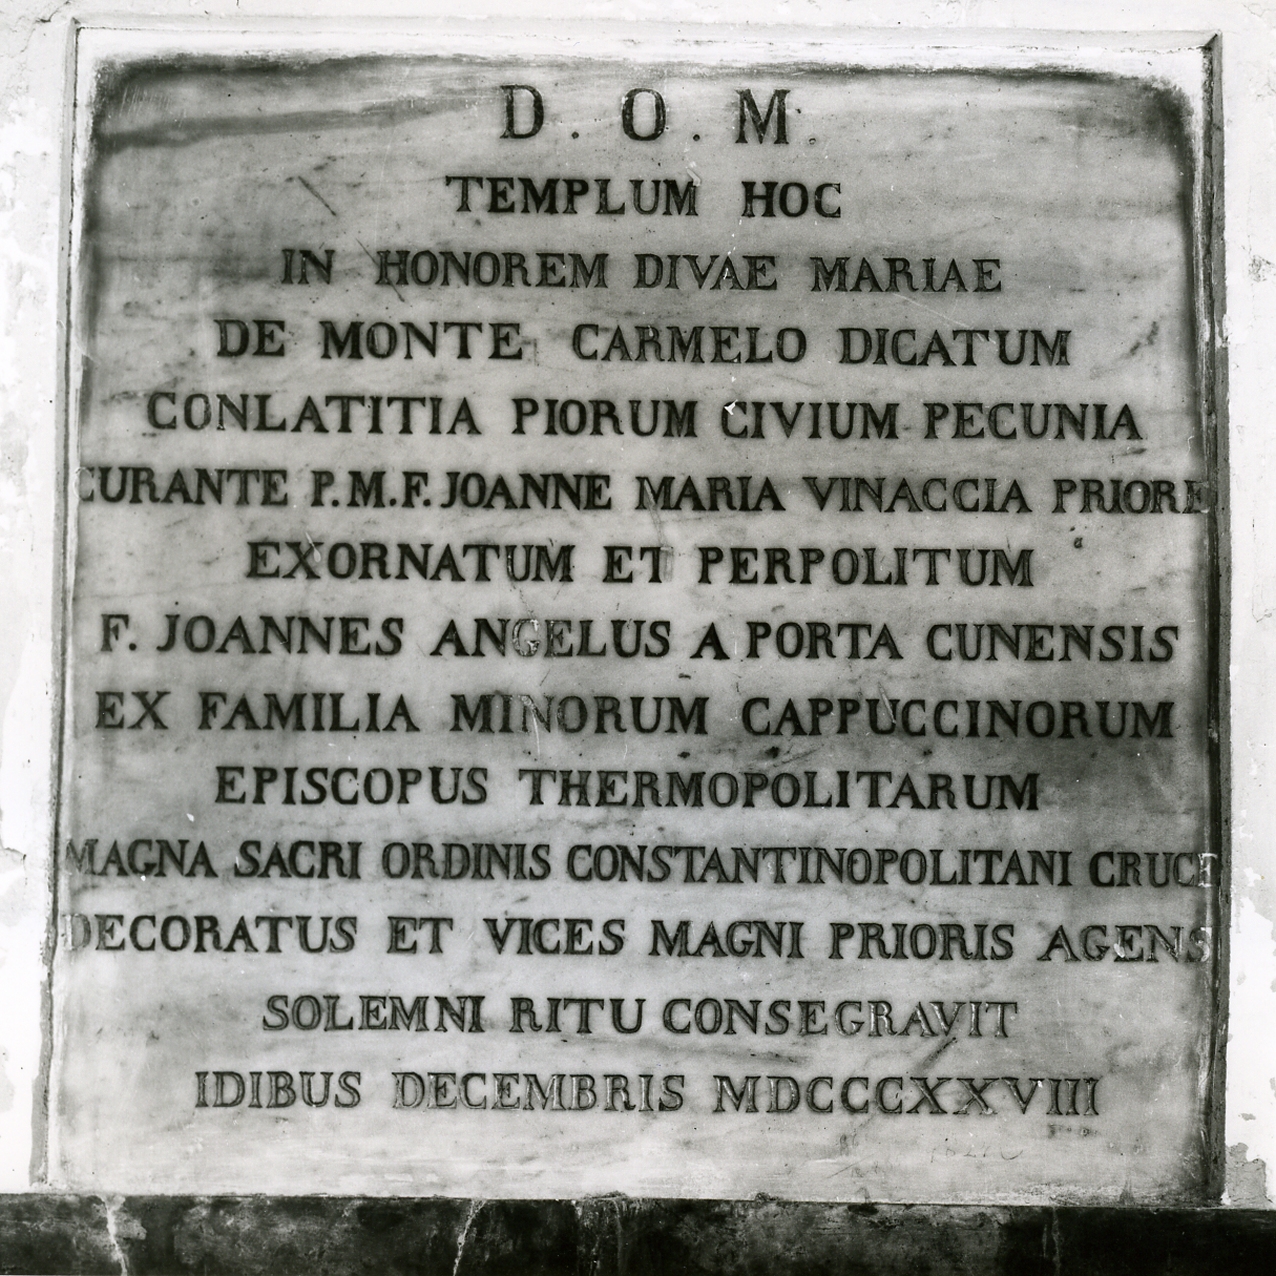 D. O. M.
TEMPLUM HOC
IN HONOREM DIVAE MARIAE
DE MONTE CARMELO DICATUM
CONLATITIA PIORUM CIVIUM PECUNIA
CURANTE P.M.F. JOANNE MARIA VINACCIA PRIORE
EXORNATUM ET PERPOLITUM
F. JOANNES ANGELUS A PORTA CUNENSIS
EX FAMILIA MINORUM CAPPUCCINORUM
EPISCOPUS THERMOPOLITARUM
MAGNA SACRI ORDINIS CONSTANTINOPOLITANI CRUCE
DECORATUS ET VICES MAGNI PRIORIS AGENS
SOLEMNI RITU CONSEGRAVIT
IDIBUS DECEMBRIS MDCCCXXVIII